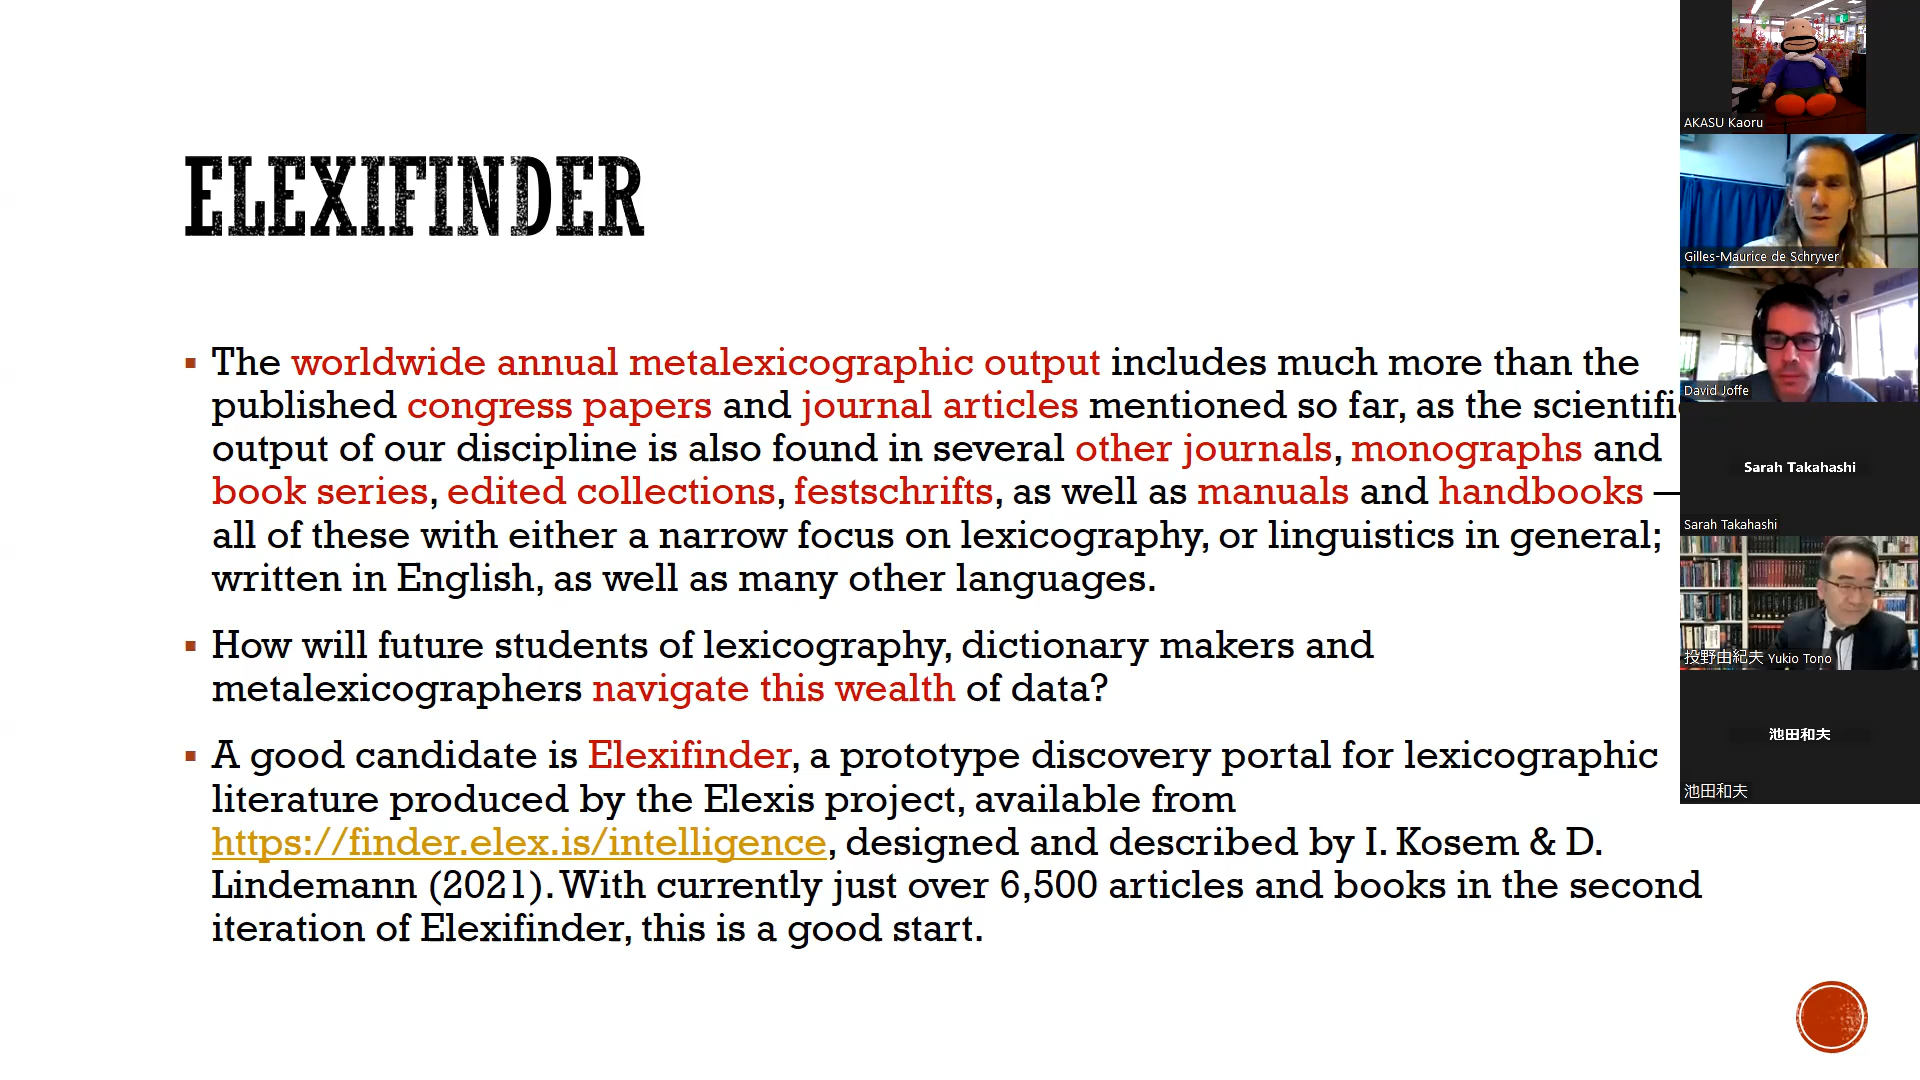 ELEXIFINDER
▪ The worldwide annual metalexicographic output includes much more than the
published congress papers and journal articles mentioned so far, as the scientifi
output of our discipline is also found in several other journals, monographs and
book series, edited collections, festschrifts, as well as manuals and handbooks —
all of these with either a narrow focus on lexicography, or linguistics in general;
written in English, as well as many other languages.
▪ How will future students of lexicography, dictionary makers and
metalexicographers navigate this wealth of data?
▪ A good candidate is Elexifinder, a prototype discovery portal for lexicographic
literature produced by the Elexis project, available from
https://finder.elex.is/intelligence, designed and described by I. Kosem & D.
Lindemann (2021). With currently just over 6,500 articles and books in the second
iteration of Elexifinder, this is a good start.
AKASU Kaoru
Gilles-Maurice de Schryver
David Joffe
Sarah Takahashi
Sarah Takahashi
投野由紀夫 Yukio Tono
池田和夫
池田和夫